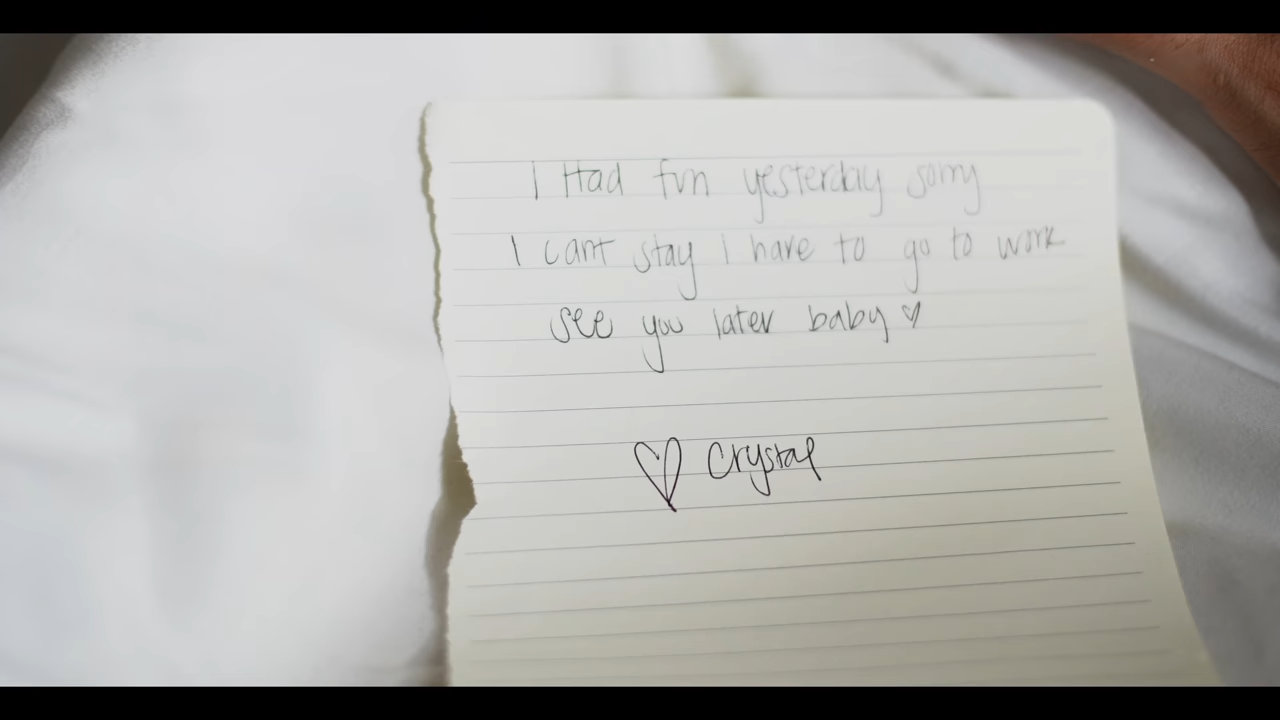 I Had fun yesterday sorry
I cant stay I have to go to work
see you later baby ♡
♡ Crystal